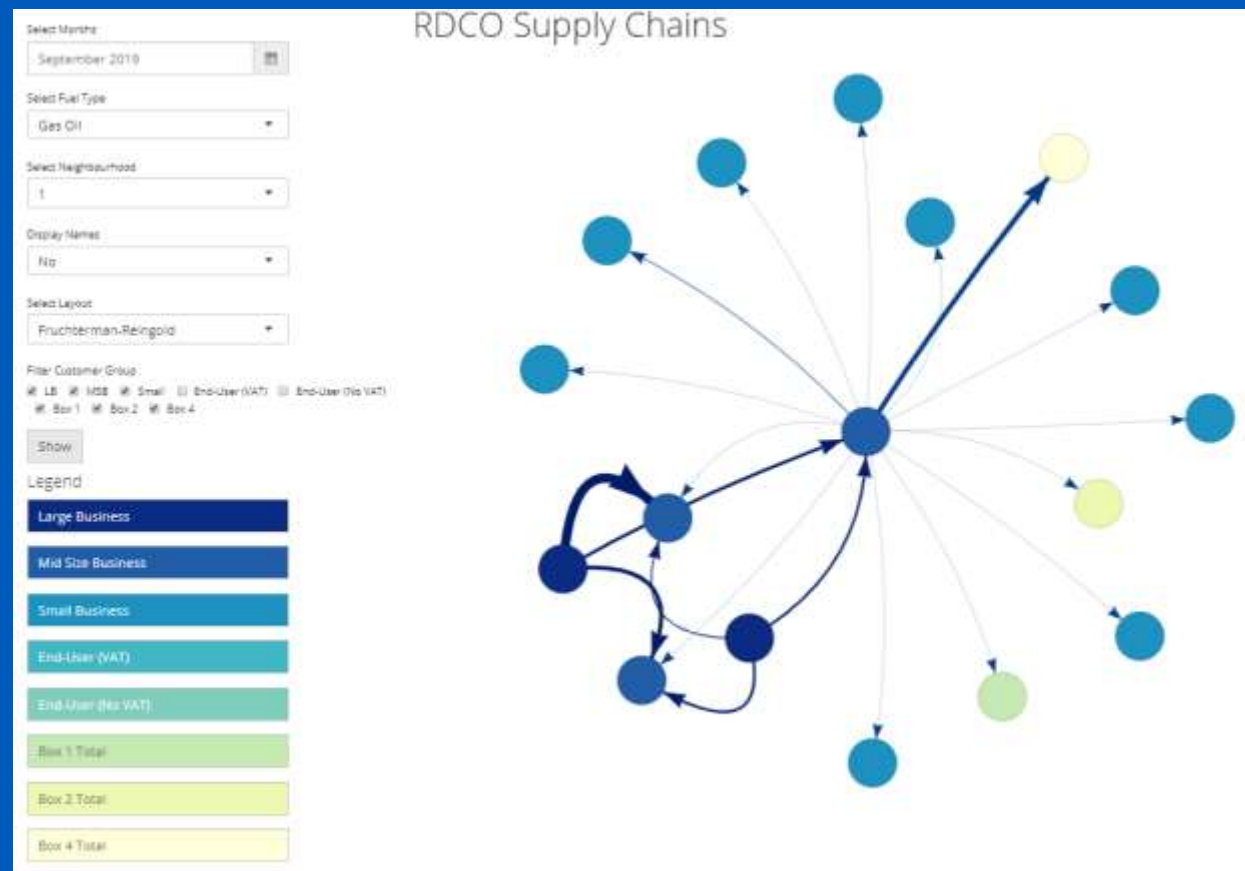 RDCO Supply Chains
Select Months
September 2019
Select Fuel Type
Gas Oil
Select Neighbourhood
1
Display Names
No
Select Layout
Fruchterman-Reingold
Filter Customer Group
LB MSB Small End-User (VAT) End-User (No VAT)
Box 1 Box 2 Box 4
Show
Legend
Large Business
Mid Size Business
Small Business
End-User (VAT)
End-User (No VAT)
Box 1 Total
Box 2 Total
Box 4 Total